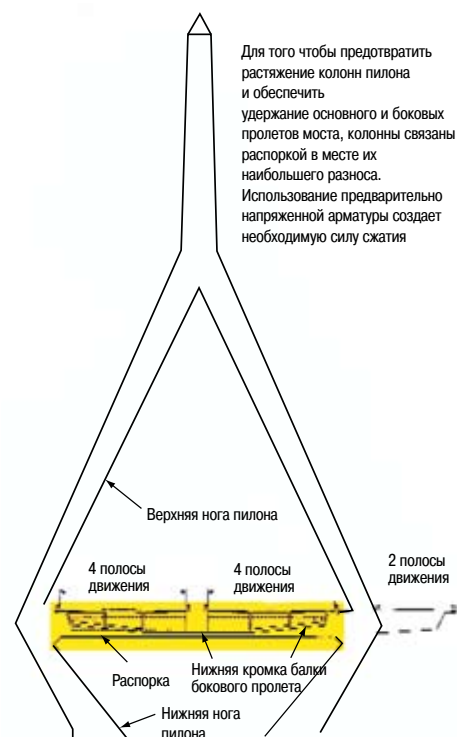 Для того чтобы предотвратить
растяжение колонн пилона
и обеспечить
удержание основного и боковых
пролетов моста, колонны связаны
распоркой в месте их
наибольшего разноса.
Использование предварительно
напряженной арматуры создает
необходимую силу сжатия
Верхняя нога пилона
4 полосы
движения
4 полосы
движения
2 полосы
движения
Распорка
Нижняя кромка балки
бокового пролета
Нижняя нога
пилона